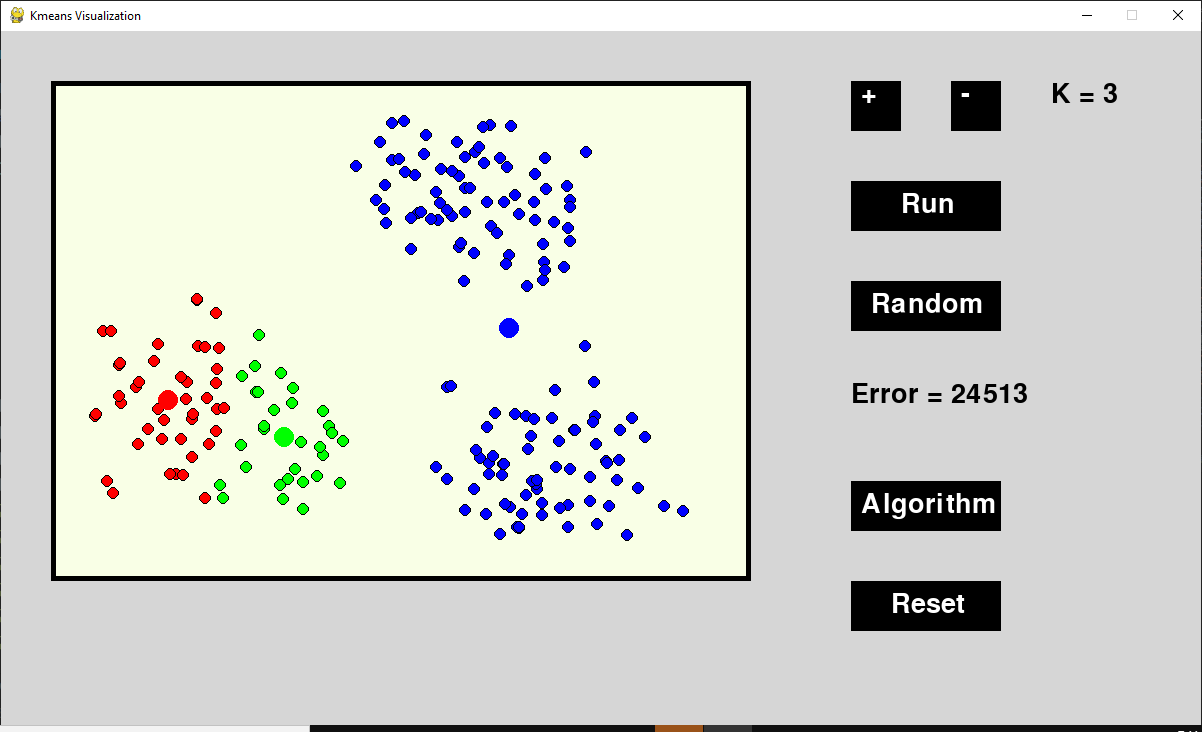 Kmeans Visualization
+ - K = 3
Run
Random
Error = 24513
Algorithm
Reset